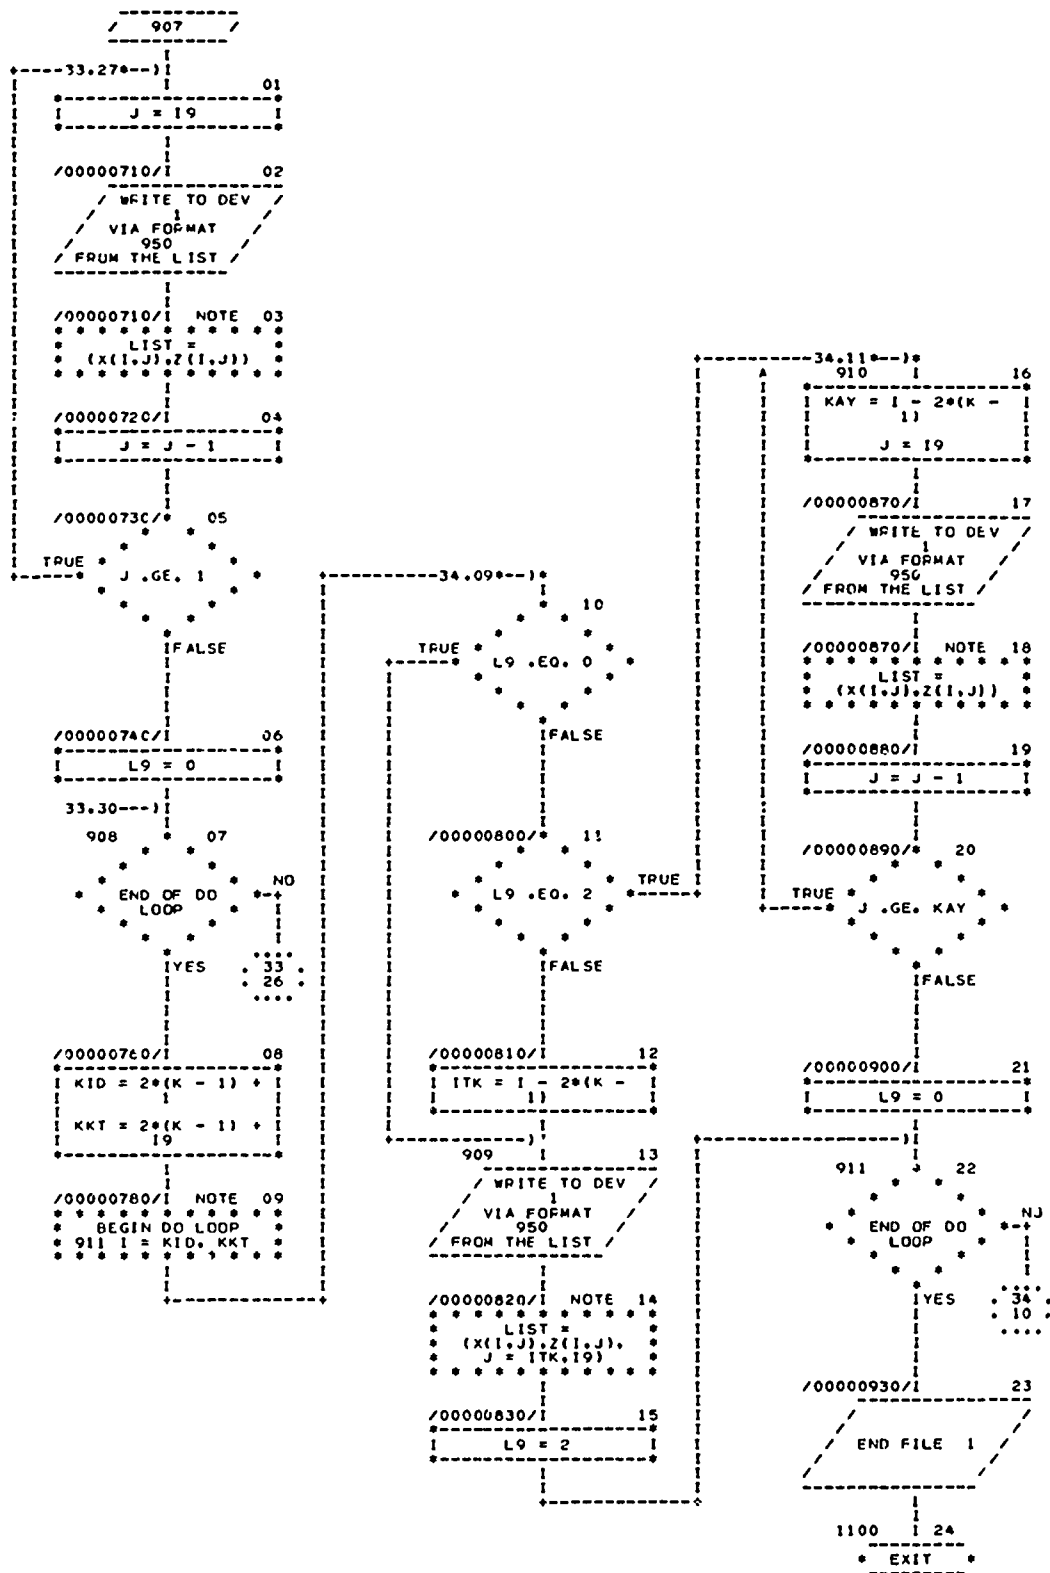 907
33.27*--)
01
J = I9
/00000710/ 02
WRITE TO DEV
1
VIA FORMAT
950
FROM THE LIST
/00000710/ NOTE 03
LIST =
(X(I,J),Z(I,J))
/00000720/ 04
J = J - 1
/00000730/ 05
TRUE
J .GE. 1
FALSE
/00000740/ 06
L9 = 0
33.30---)
908 07
END OF DO
LOOP
NO
33
26
YES
/00000760/ 08
KID = 2*(K - 1) +
1
KKT = 2*(K - 1) +
I9
/00000780/ NOTE 09
BEGIN DO LOOP
911 I = KID, KKT
34.09*--)
10
TRUE
L9 .EQ. 0
FALSE
/00000800/ 11
L9 .EQ. 2
TRUE
FALSE
/00000810/ 12
ITK = I - 2*(K -
1)
909 13
WRITE TO DEV
1
VIA FORMAT
950
FROM THE LIST
/00000820/ NOTE 14
LIST =
(X(I,J),Z(I,J),
J = ITK,I9)
/00000830/ 15
L9 = 2
34.11*--)
910 16
KAY = I - 2*(K -
1)
J = I9
/00000870/ 17
WRITE TO DEV
1
VIA FORMAT
950
FROM THE LIST
/00000870/ NOTE 18
LIST =
(X(I,J),Z(I,J))
/00000880/ 19
J = J - 1
/00000890/ 20
TRUE
J .GE. KAY
FALSE
/00000900/ 21
L9 = 0
911 22
END OF DO
LOOP
NO
34
10
YES
/00000930/ 23
END FILE 1
1100 24
EXIT